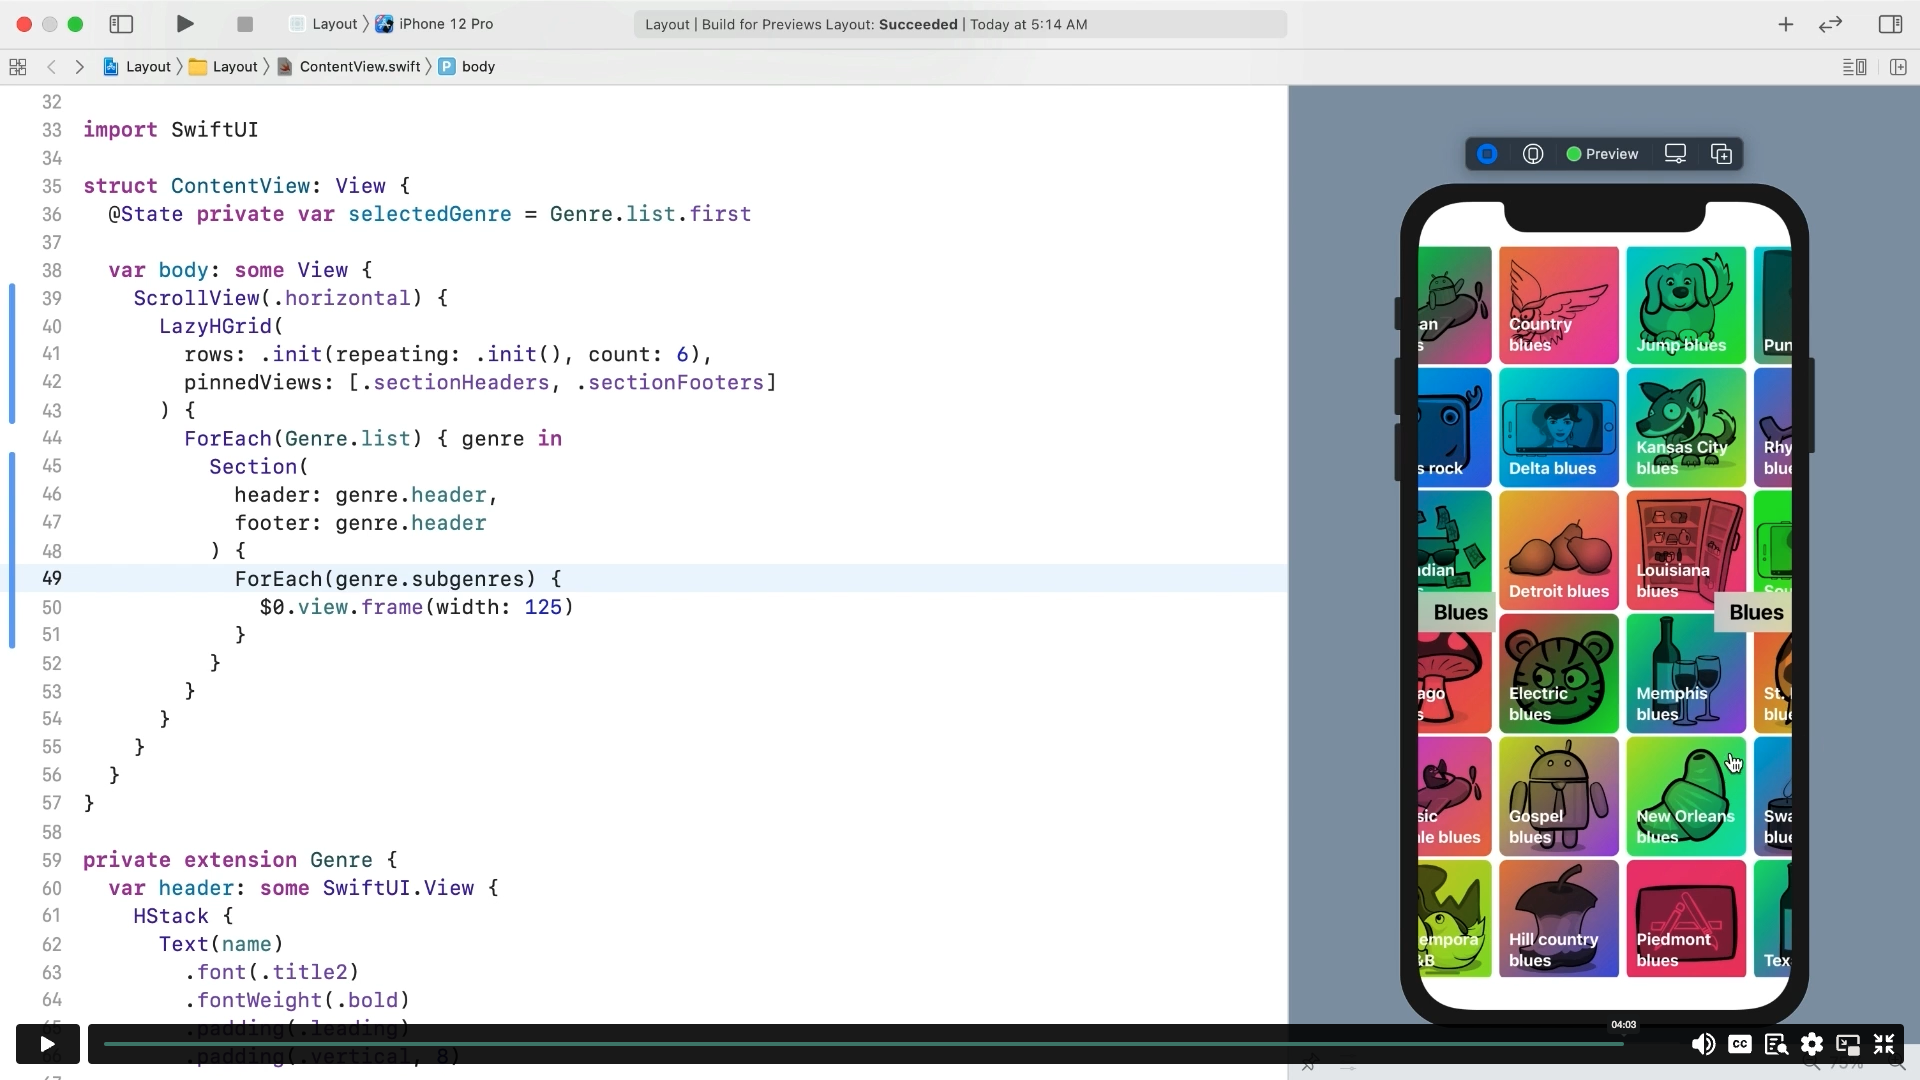 Layout 〉 iPhone 12 Pro
Layout | Build for Previews Layout: Succeeded | Today at 5:14 AM
Layout 〉 Layout 〉 ContentView.swift 〉 P body
32
33 import SwiftUI
34
35 struct ContentView: View {
36 @State private var selectedGenre = Genre.list.first
37
38 var body: some View {
39 ScrollView(.horizontal) {
40 LazyHGrid(
41 rows: .init(repeating: .init(), count: 6),
42 pinnedViews: [.sectionHeaders, .sectionFooters]
43 ) {
44 ForEach(Genre.list) { genre in
45 Section(
46 header: genre.header,
47 footer: genre.header
48 ) {
49 ForEach(genre.subgenres) {
50 $0.view.frame(width: 125)
51 }
52 }
53 }
54 }
55 }
56 }
57 }
58
59 private extension Genre {
60 var header: some SwiftUI.View {
61 HStack {
62 Text(name)
63 .font(.title2)
64 .fontWeight(.bold)
65 .padding(.leading)
66 .padding(.vertical, 8)
Preview
an
s
Country
blues
Jump blues
Pun
s rock
Delta blues
Kansas City
blues
Rhy
blue
ndian
Detroit blues
Louisiana
blues
Sou
Blues
Blues
ago
s
Electric
blues
Memphis
blues
St.
blue
sic
le blues
Gospel
blues
New Orleans
blues
Swa
blue
empora
&B
Hill country
blues
Piedmont
blues
Tex
04:03
CC
75%